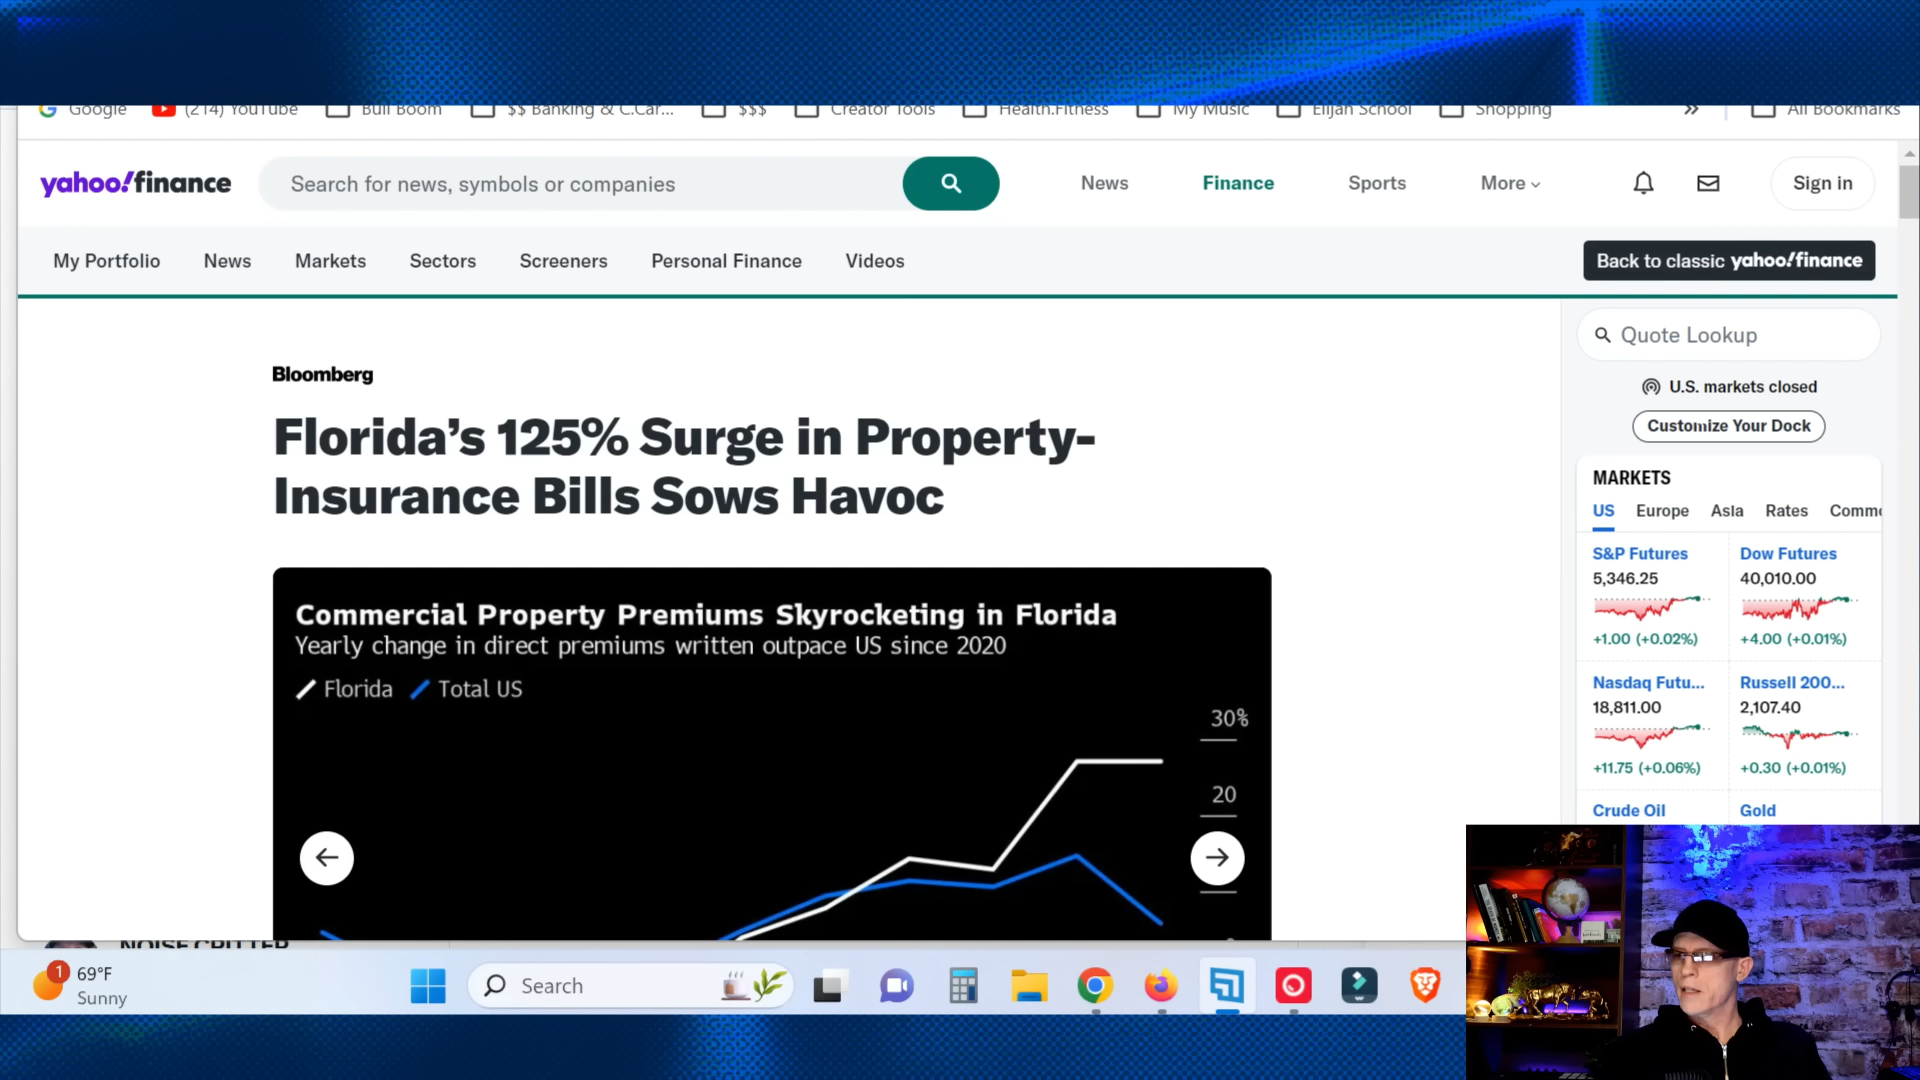 Google (214) YouTube Bull Boom $$ Banking & C.Car... $$$ Creator Tools Health.Fitness My Music Elijah School Shopping » All Bookmarks
yahoo!finance Search for news, symbols or companies News Finance Sports More Sign in
My Portfolio News Markets Sectors Screeners Personal Finance Videos Back to classic yahoo!finance
Quote Lookup
Bloomberg
U.S. markets closed
Florida's 125% Surge in Property-
Customize Your Dock
Insurance Bills Sows Havoc
MARKETS
US Europe Asia Rates Comm
S&P Futures Dow Futures
5,346.25 40,010.00
+1.00 (+0.02%) +4.00 (+0.01%)
Nasdaq Futu... Russell 200...
18,811.00 2,107.40
+11.75 (+0.06%) +0.30 (+0.01%)
Crude Oil Gold
Commercial Property Premiums Skyrocketing in Florida
Yearly change in direct premiums written outpace US since 2020
Florida Total US
30%
20
NOISE CRITTER
1 69°F
Sunny
Search